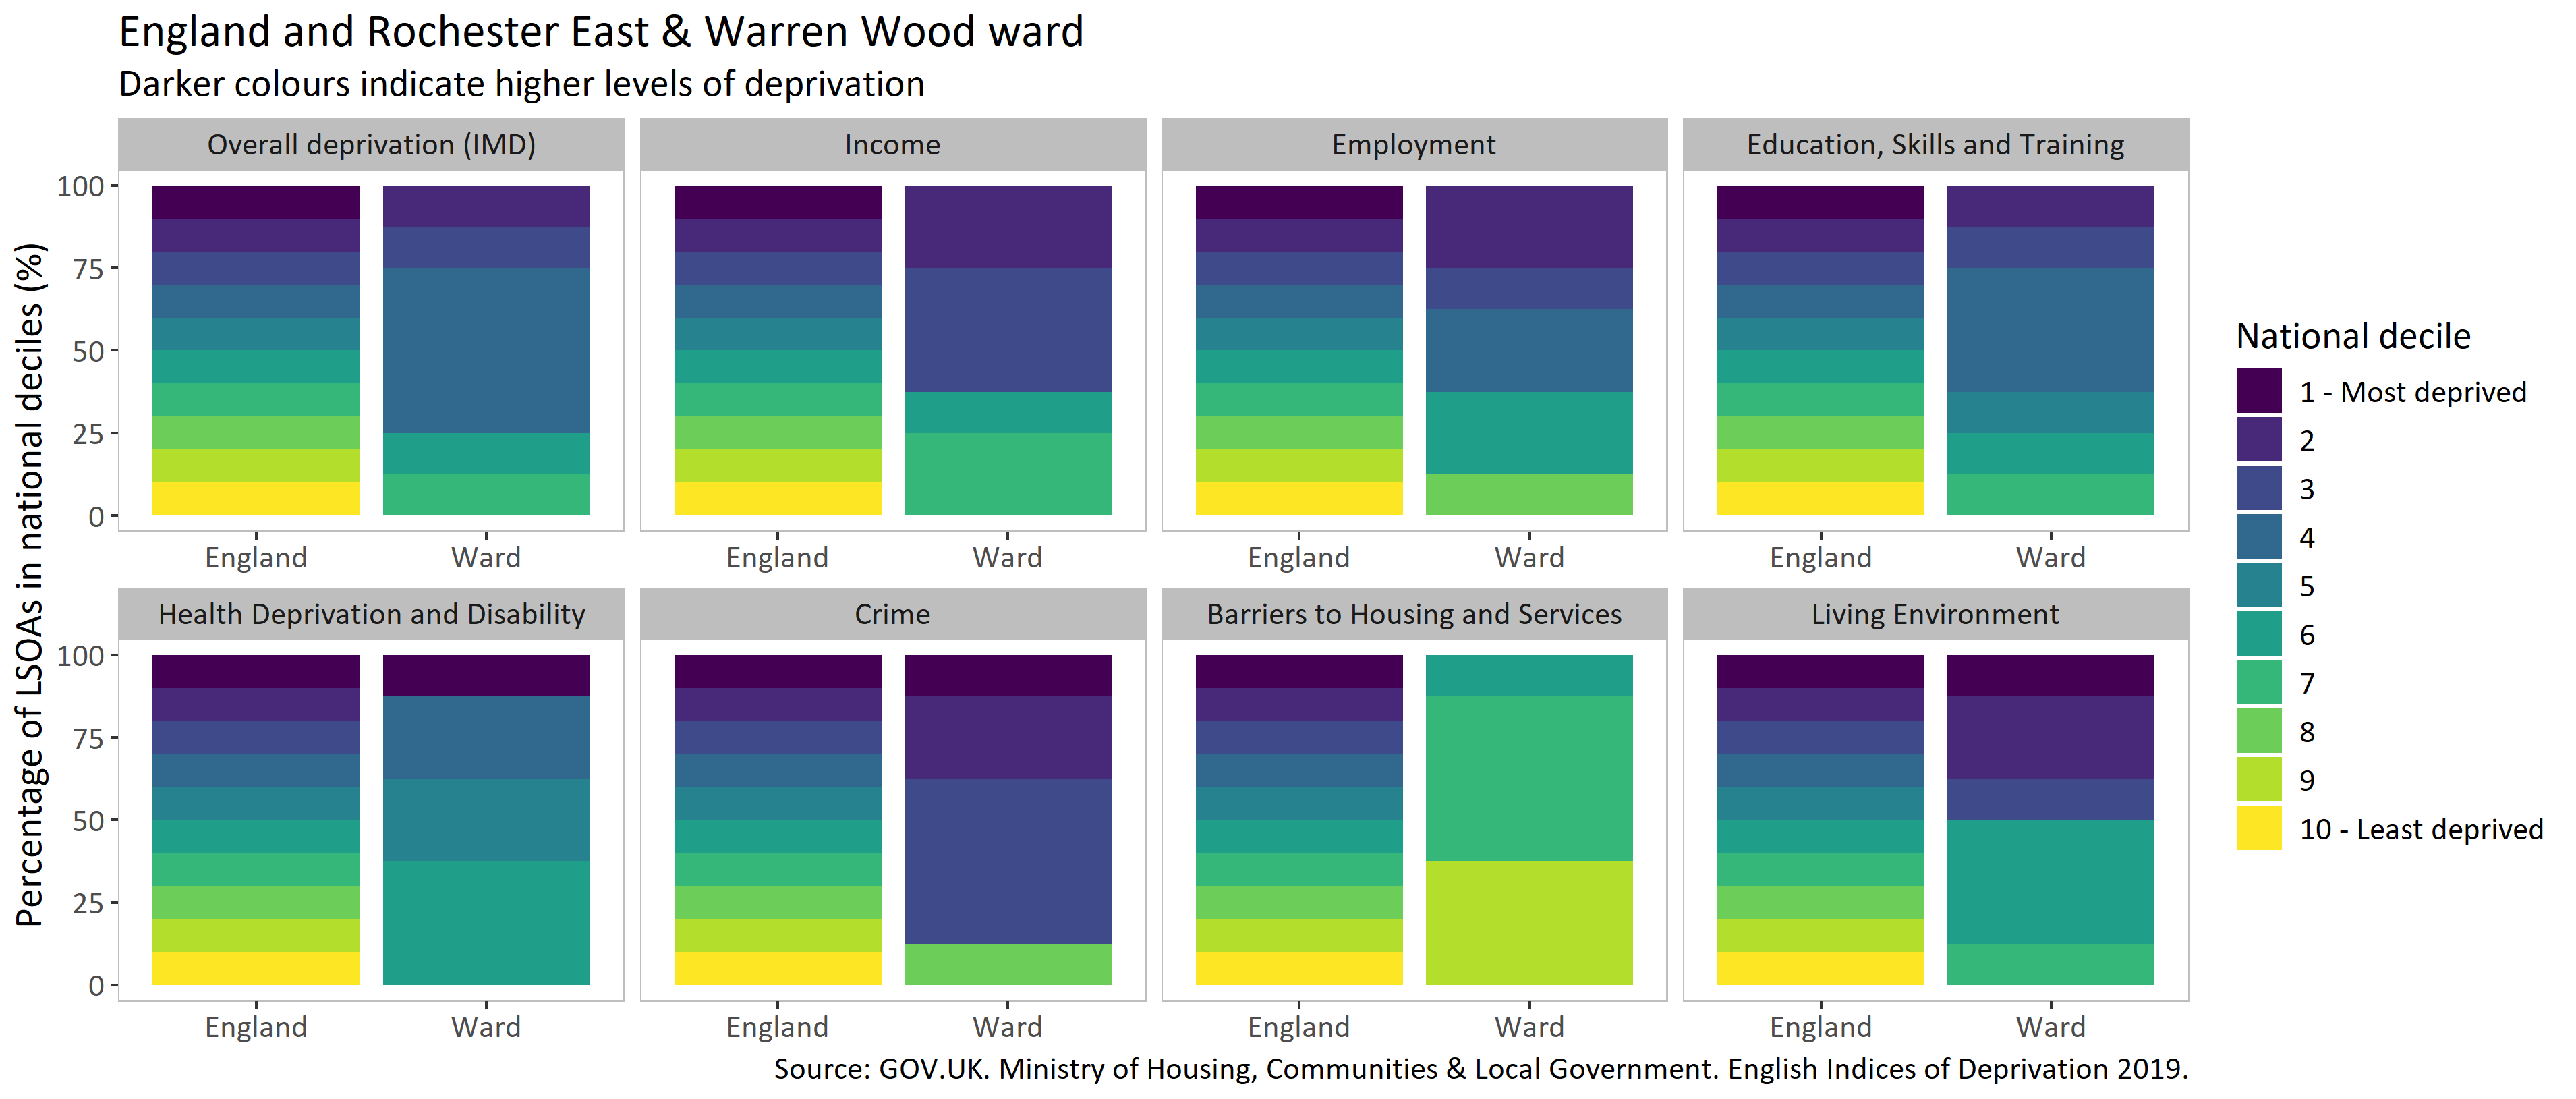 England and Rochester East & Warren Wood ward
Darker colours indicate higher levels of deprivation
Percentage of LSOAs in national deciles (%)
Overall deprivation (IMD)
Income
Employment
Education, Skills and Training
100
75
50
25
0
England
Ward
England
Ward
England
Ward
England
Ward
Health Deprivation and Disability
Crime
Barriers to Housing and Services
Living Environment
100
75
50
25
0
England
Ward
England
Ward
England
Ward
England
Ward
National decile
1 - Most deprived
2
3
4
5
6
7
8
9
10 - Least deprived
Source: GOV.UK. Ministry of Housing, Communities & Local Government. English Indices of Deprivation 2019.